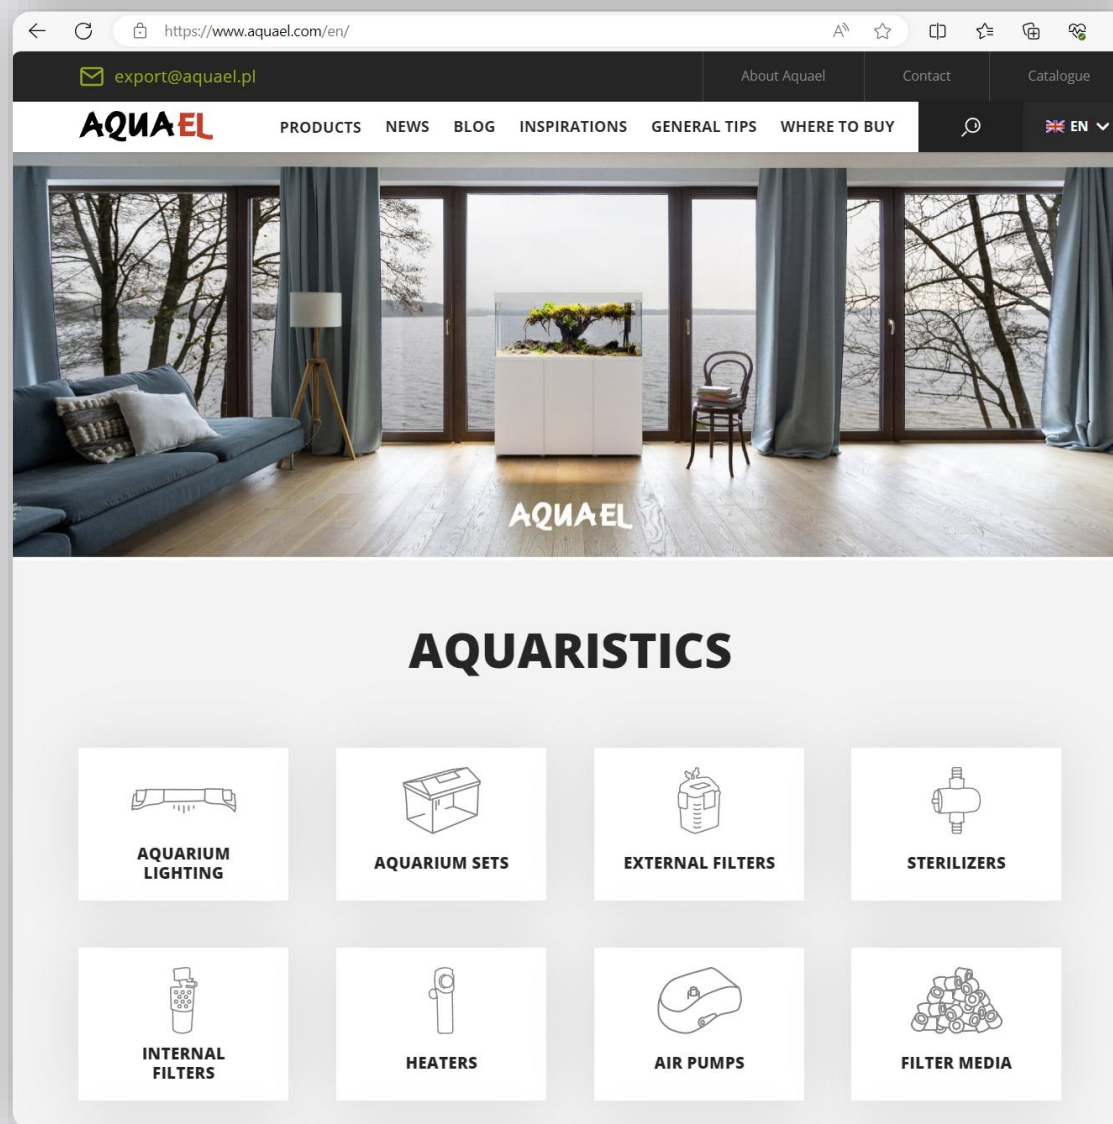 https://www.aquael.com/en/
export@aquael.pl
About Aquael
Contact
Catalogue
AQUAEL
PRODUCTS
NEWS
BLOG
INSPIRATIONS
GENERAL TIPS
WHERE TO BUY
EN
AQUAEL
AQUARISTICS
AQUARIUM
LIGHTING
AQUARIUM SETS
EXTERNAL FILTERS
STERILIZERS
INTERNAL
FILTERS
HEATERS
AIR PUMPS
FILTER MEDIA